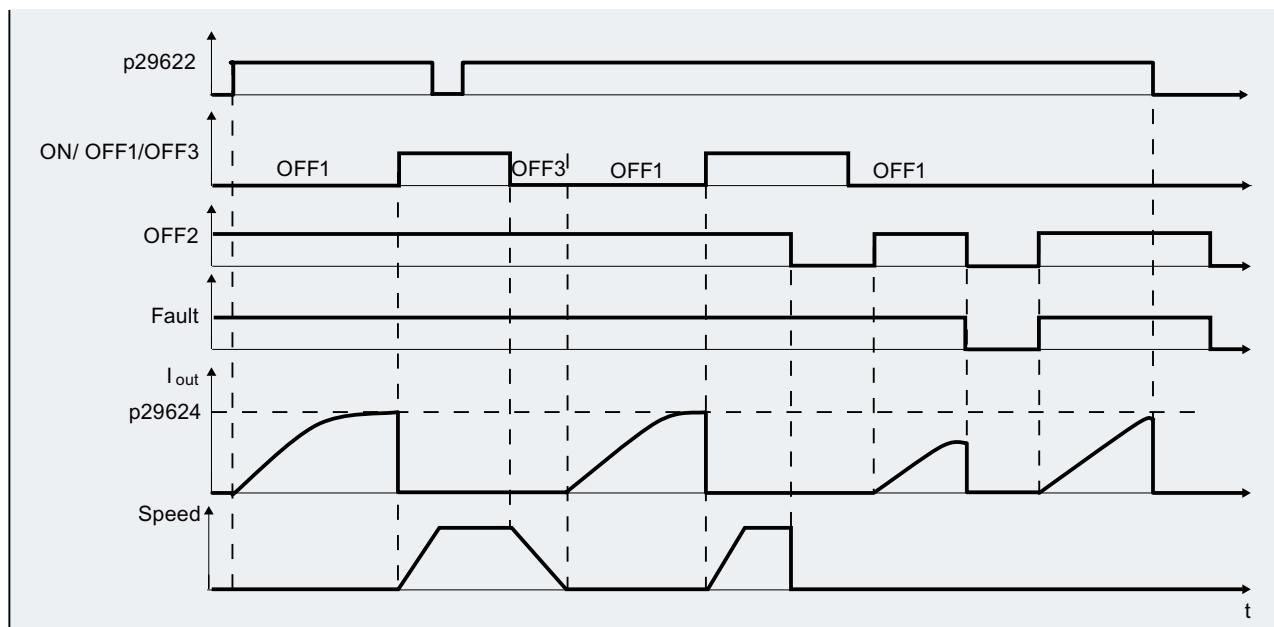 p29622
ON/ OFF1/OFF3
OFF1
OFF3
OFF1
OFF1
OFF2
Fault
I out
p29624
Speed
t